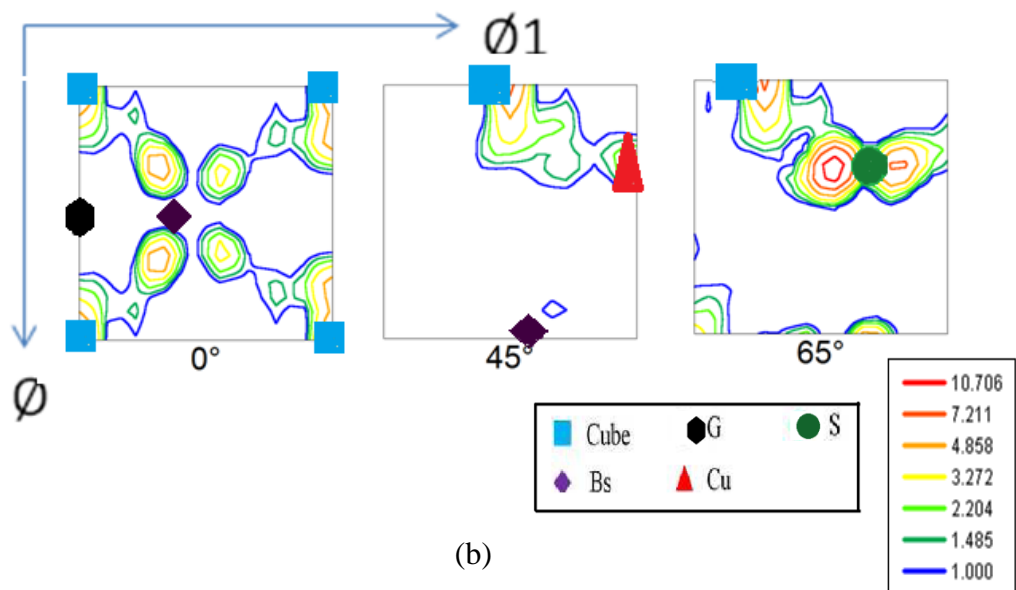 Ø1
Ø
0°
45°
65°
Cube
G
S
Bs
Cu
10.706
7.211
4.858
3.272
2.204
1.485
1.000
(b)